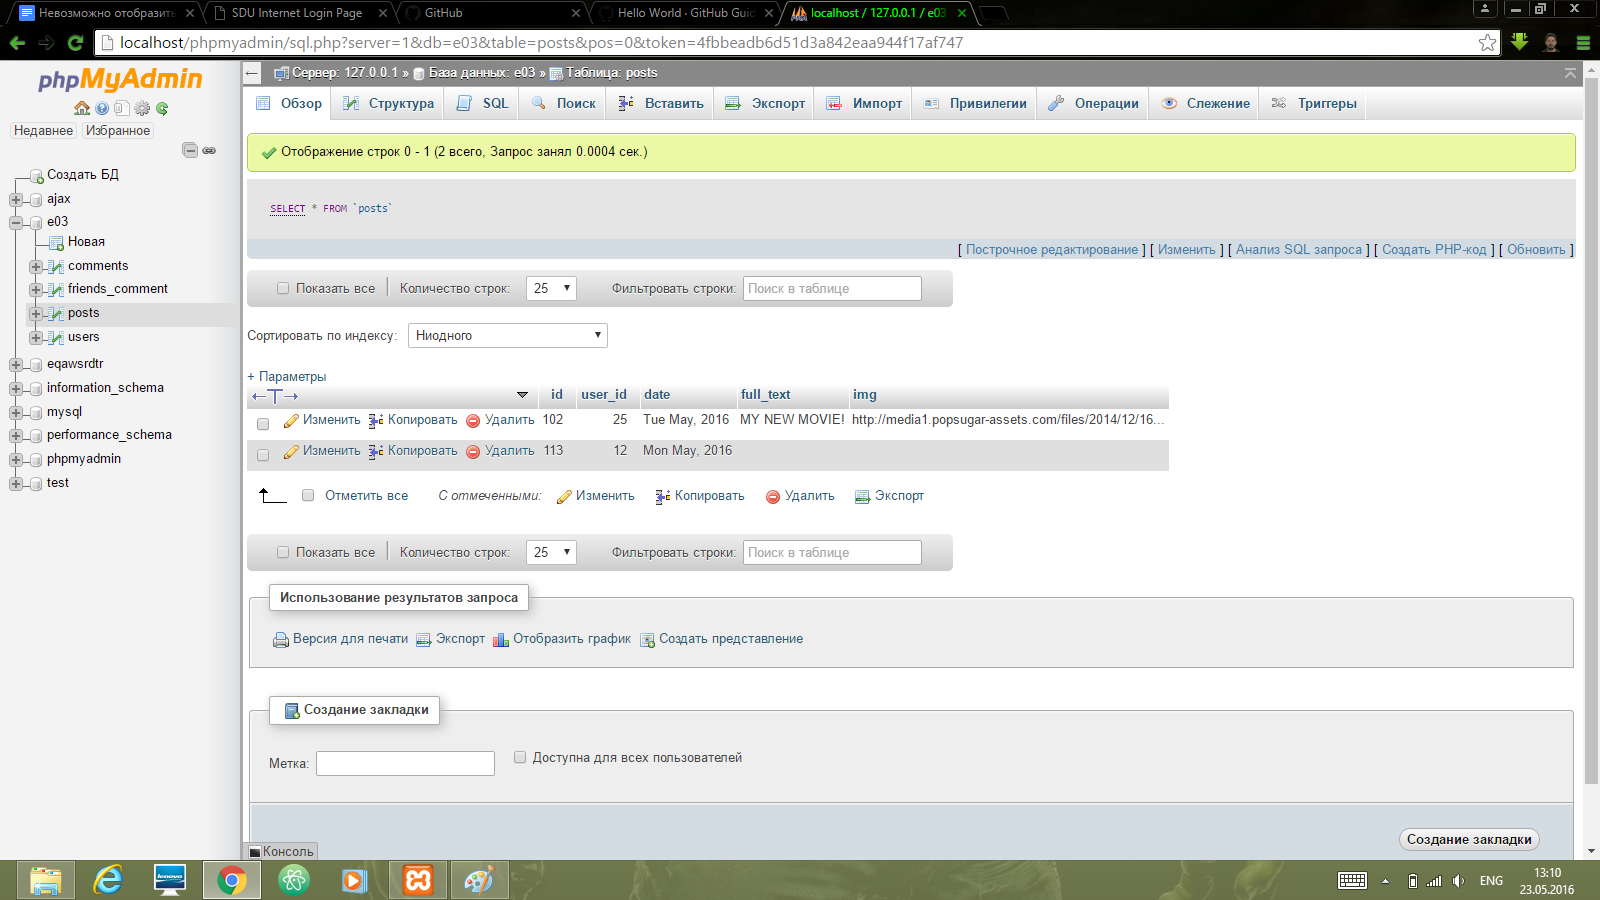 Невозможно отобразить
SDU Internet Login Page
GitHub
Hello World · GitHub Guid
localhost / 127.0.0.1 / e03
localhost/phpmyadmin/sql.php?server=1&db=e03&table=posts&pos=0&token=4fbbeadb6d51d3a842eaa944f17af747
phpMyAdmin
Недавнее Избранное
Создать БД
ajax
e03
Новая
comments
friends_comment
posts
users
eqawsrdtr
information_schema
mysql
performance_schema
phpmyadmin
test
Сервер: 127.0.0.1 » База данных: e03 » Таблица: posts
Обзор Структура SQL Поиск Вставить Экспорт Импорт Привилегии Операции Слежение Триггеры
Отображение строк 0 - 1 (2 всего, Запрос занял 0.0004 сек.)
SELECT * FROM `posts`
[ Построчное редактирование ] [ Изменить ] [ Анализ SQL запроса ] [ Создать PHP-код ] [ Обновить ]
Показать все Количество строк: 25 Фильтровать строки: Поиск в таблице
Сортировать по индексу: Ниодного
+ Параметры
←T→ id user_id date full_text img
Изменить Копировать Удалить 102 25 Tue May, 2016 MY NEW MOVIE! http://media1.popsugar-assets.com/files/2014/12/16...
Изменить Копировать Удалить 113 12 Mon May, 2016
Отметить все С отмеченными: Изменить Копировать Удалить Экспорт
Показать все Количество строк: 25 Фильтровать строки: Поиск в таблице
Использование результатов запроса
Версия для печати Экспорт Отобразить график Создать представление
Создание закладки
Метка: Доступна для всех пользователей
Создание закладки
Консоль
lenovo
ENG
13:10
23.05.2016